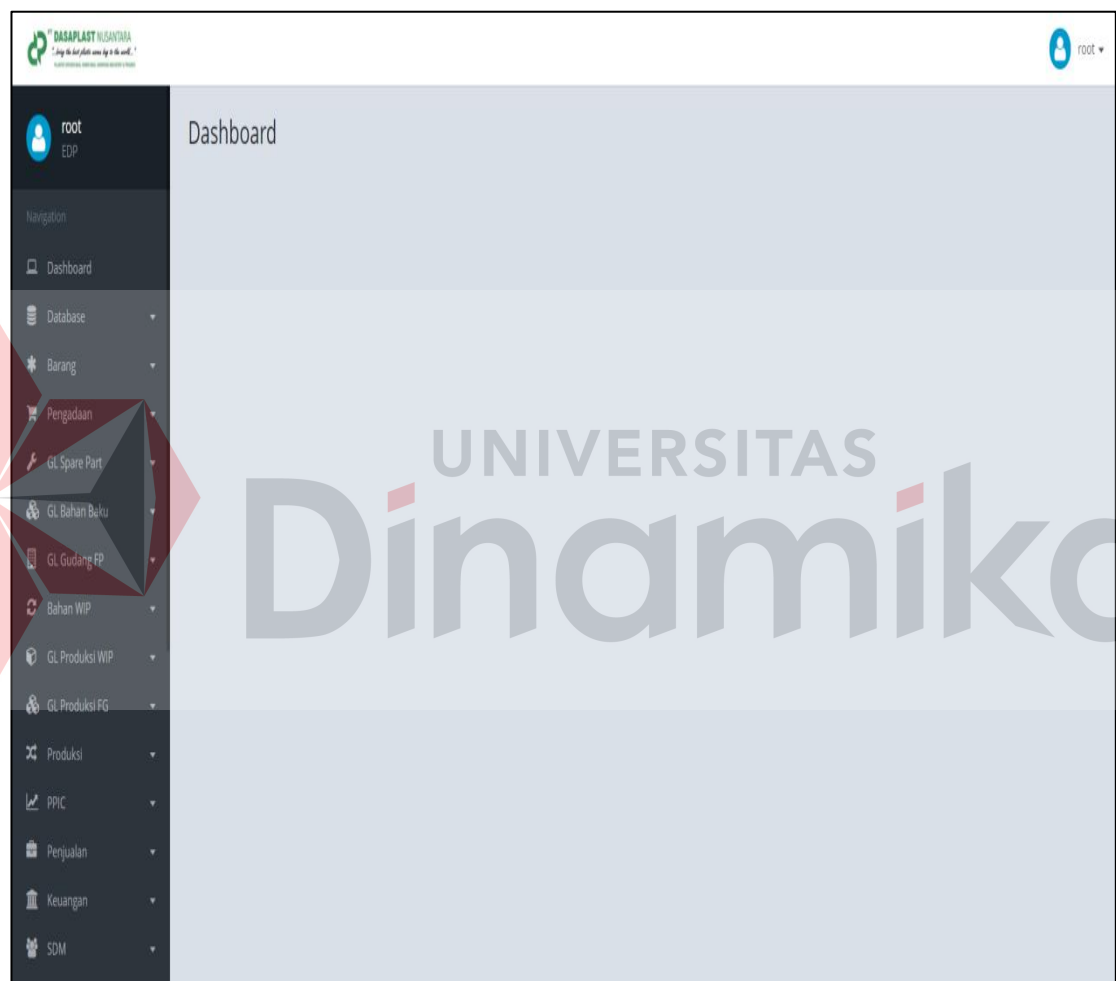 PT DASAPLAST NUSANTARA
root
root
EDP
Dashboard
Navigation
Dashboard
Database
Barang
Pengadaan
GL Spare Part
GL Bahan Baku
GL Gudang FP
Bahan WIP
GL Produksi WIP
GL Produksi FG
Produksi
PPIC
Penjualan
Keuangan
SDM
UNIVERSITAS
Dinamika